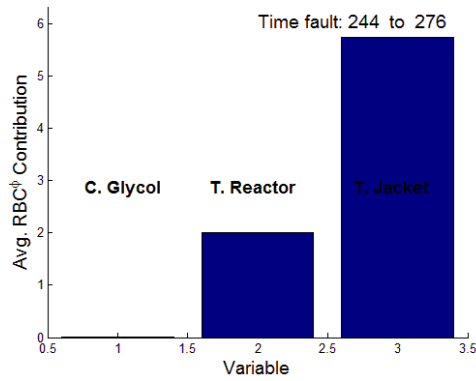 Time fault: 244 to 276
6
5
4
3
2
1
0
Avg. RBC^ϕ Contribution
C. Glycol T. Reactor T. Jacket
0.5 1 1.5 2 2.5 3 3.5
Variable